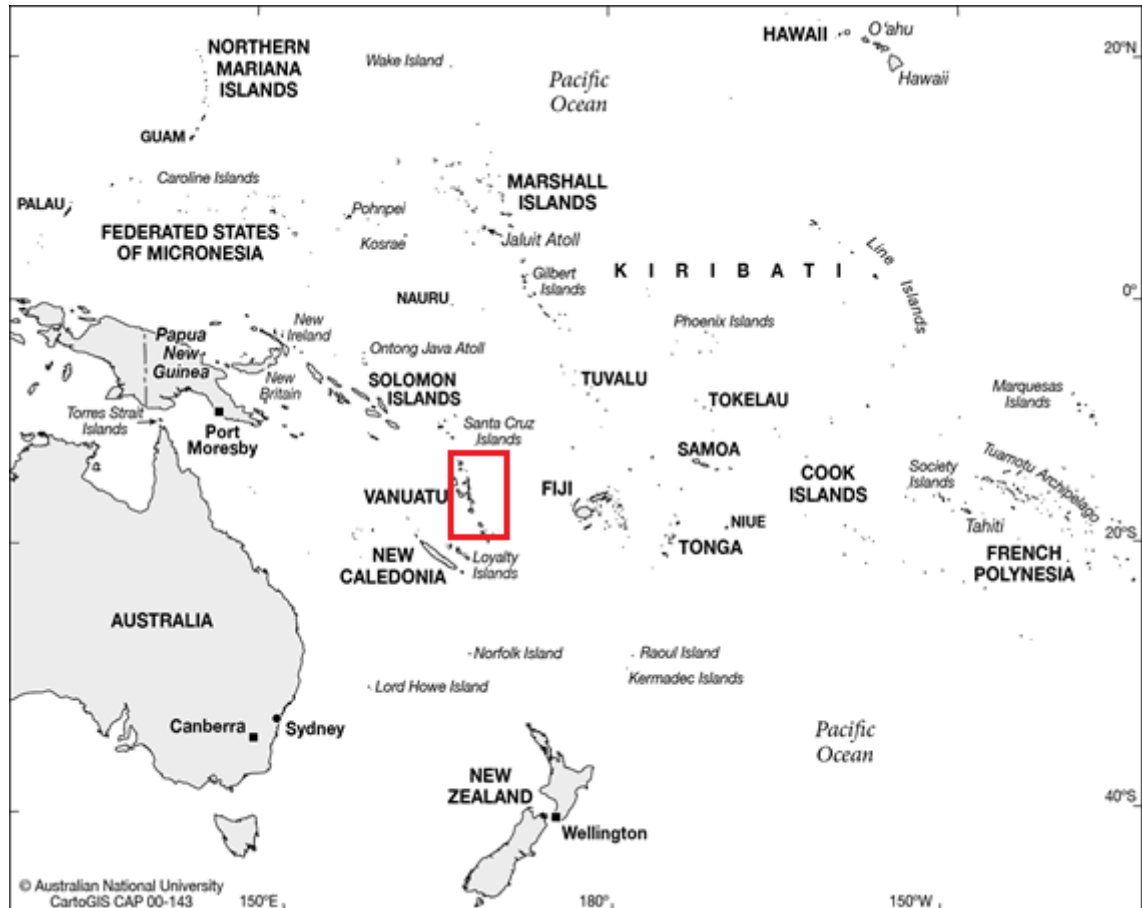 NORTHERN
MARIANA
ISLANDS
Wake Island
Pacific
Ocean
HAWAII
O'ahu
Hawaii
20°N
GUAM
Caroline Islands
PALAU
FEDERATED STATES
OF MICRONESIA
Pohnpei
Kosrae
MARSHALL
ISLANDS
Jaluit Atoll
Gilbert
Islands
KIRIBATI
Line Islands
0°
NAURU
Phoenix Islands
Papua
New
Guinea
New
Ireland
New
Britain
Ontong Java Atoll
SOLOMON
ISLANDS
TUVALU
TOKELAU
Marquesas
Islands
Torres Strait
Islands
Port
Moresby
Santa Cruz
Islands
SAMOA
COOK
ISLANDS
Society
Islands
Tuamotu Archipelago
VANUATU
FIJI
NIUE
Tahiti
TONGA
20°S
NEW
CALEDONIA
Loyalty
Islands
FRENCH
POLYNESIA
AUSTRALIA
Norfolk Island
Raoul Island
Kermadec Islands
Lord Howe Island
Canberra
Sydney
Pacific
Ocean
NEW
ZEALAND
Wellington
40°S
© Australian National University
CartoGIS CAP 00-143
150°E
180°
150°W